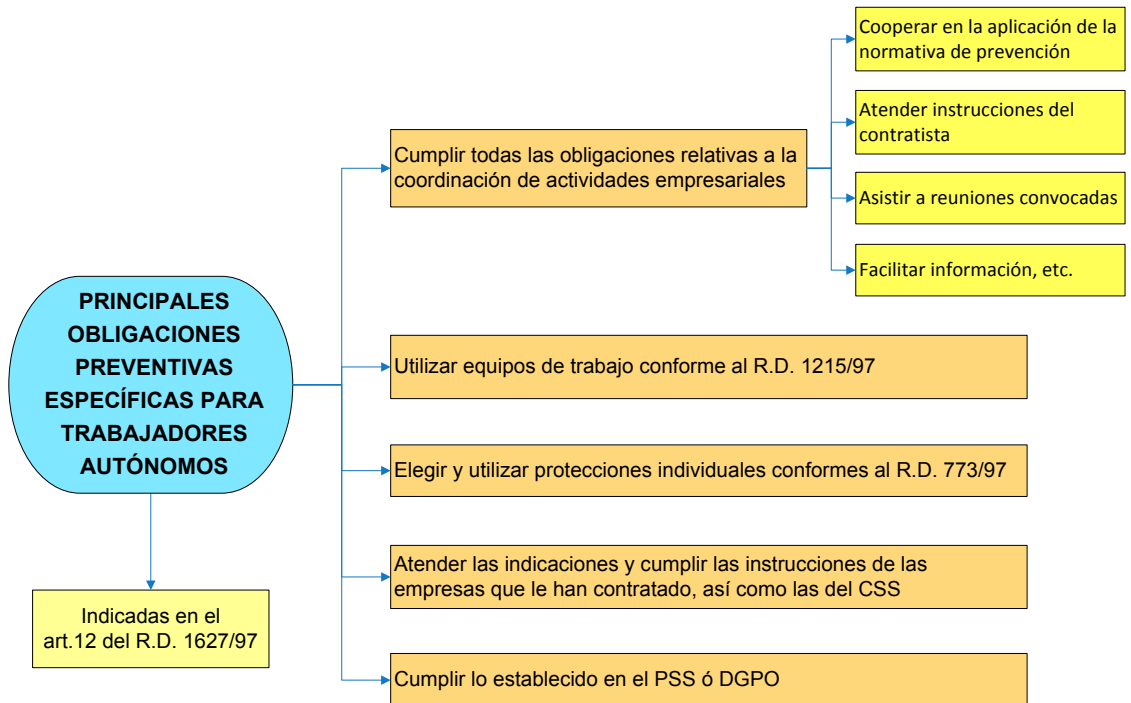 PRINCIPALES
OBLIGACIONES
PREVENTIVAS
ESPECÍFICAS PARA
TRABAJADORES
AUTÓNOMOS
Indicadas en el
art.12 del R.D. 1627/97
Cumplir todas las obligaciones relativas a la
coordinación de actividades empresariales
Cooperar en la aplicación de la
normativa de prevención
Atender instrucciones del
contratista
Asistir a reuniones convocadas
Facilitar información, etc.
Utilizar equipos de trabajo conforme al R.D. 1215/97
Elegir y utilizar protecciones individuales conformes al R.D. 773/97
Atender las indicaciones y cumplir las instrucciones de las
empresas que le han contratado, así como las del CSS
Cumplir lo establecido en el PSS ó DGPO